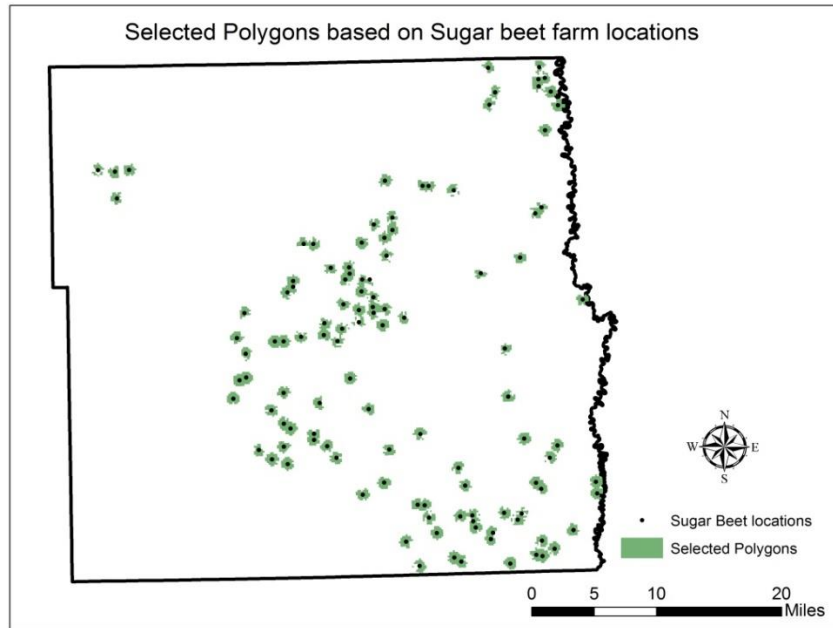 Selected Polygons based on Sugar beet farm locations
N
W E
S
Sugar Beet locations
Selected Polygons
0 5 10 20
Miles